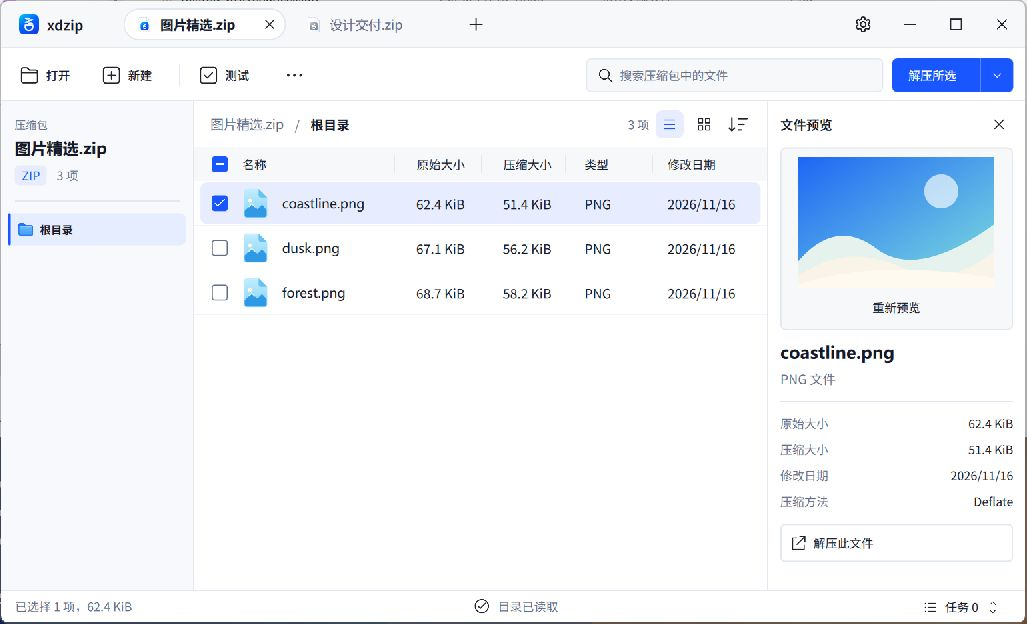 xdzip
图片精选.zip
设计交付.zip
打开
新建
测试
搜索压缩包中的文件
解压所选
压缩包
图片精选.zip
ZIP 3 项
根目录
图片精选.zip / 根目录
3 项
名称 原始大小 压缩大小 类型 修改日期
coastline.png 62.4 KiB 51.4 KiB PNG 2026/11/16
dusk.png 67.1 KiB 56.2 KiB PNG 2026/11/16
forest.png 68.7 KiB 58.2 KiB PNG 2026/11/16
文件预览
重新预览
coastline.png
PNG 文件
原始大小 62.4 KiB
压缩大小 51.4 KiB
修改日期 2026/11/16
压缩方法 Deflate
解压此文件
已选择 1 项，62.4 KiB
目录已读取
任务 0